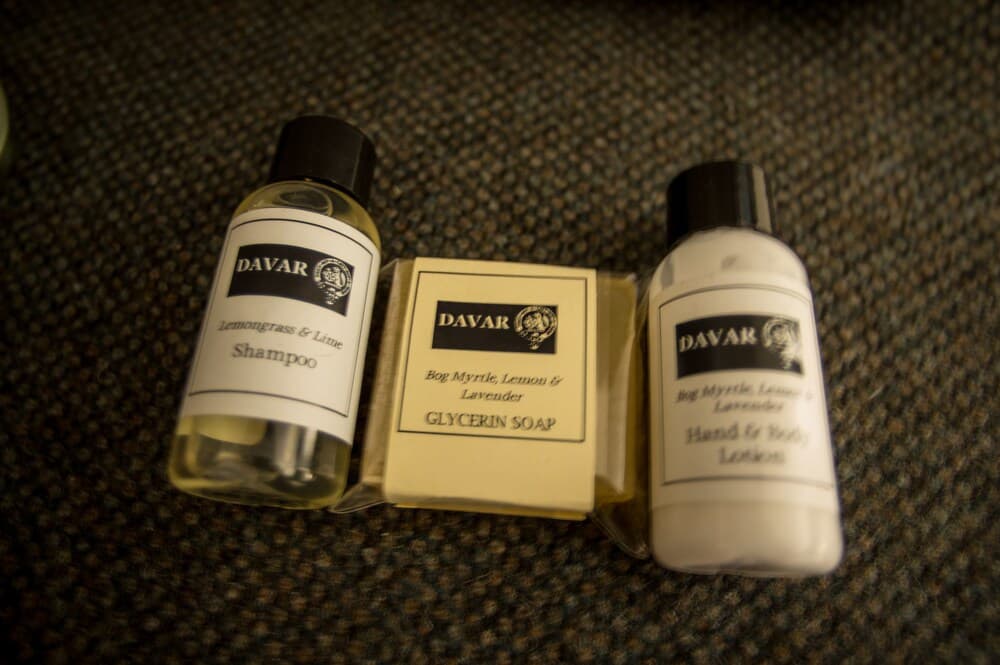 DAVAR
Lemongrass & Lime
Shampoo
DAVAR
Bog Myrtle, Lemon &
Lavender
GLYCERIN SOAP
DAVAR
Bog Myrtle, Lemon &
Lavender
Hand & Body
Lotion